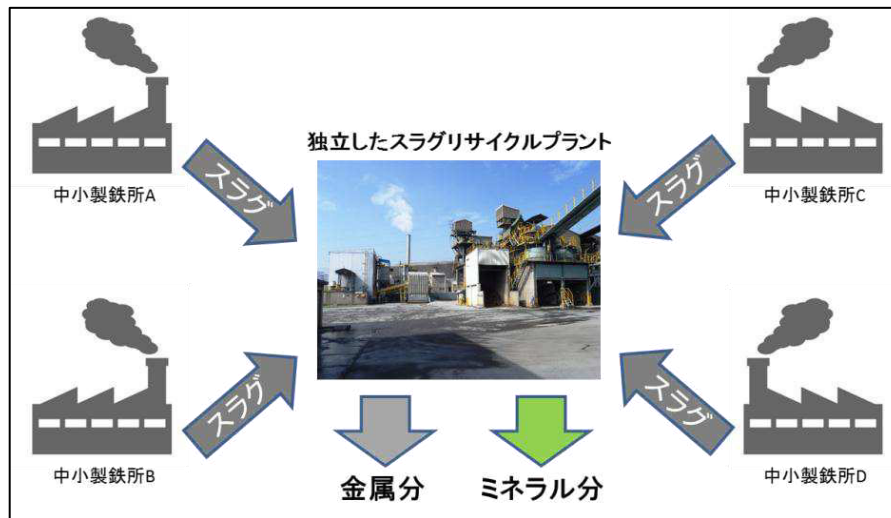 独立したスラグリサイクルプラント
中小製鉄所A
スラグ
中小製鉄所C
スラグ
中小製鉄所B
スラグ
中小製鉄所D
スラグ
金属分
ミネラル分